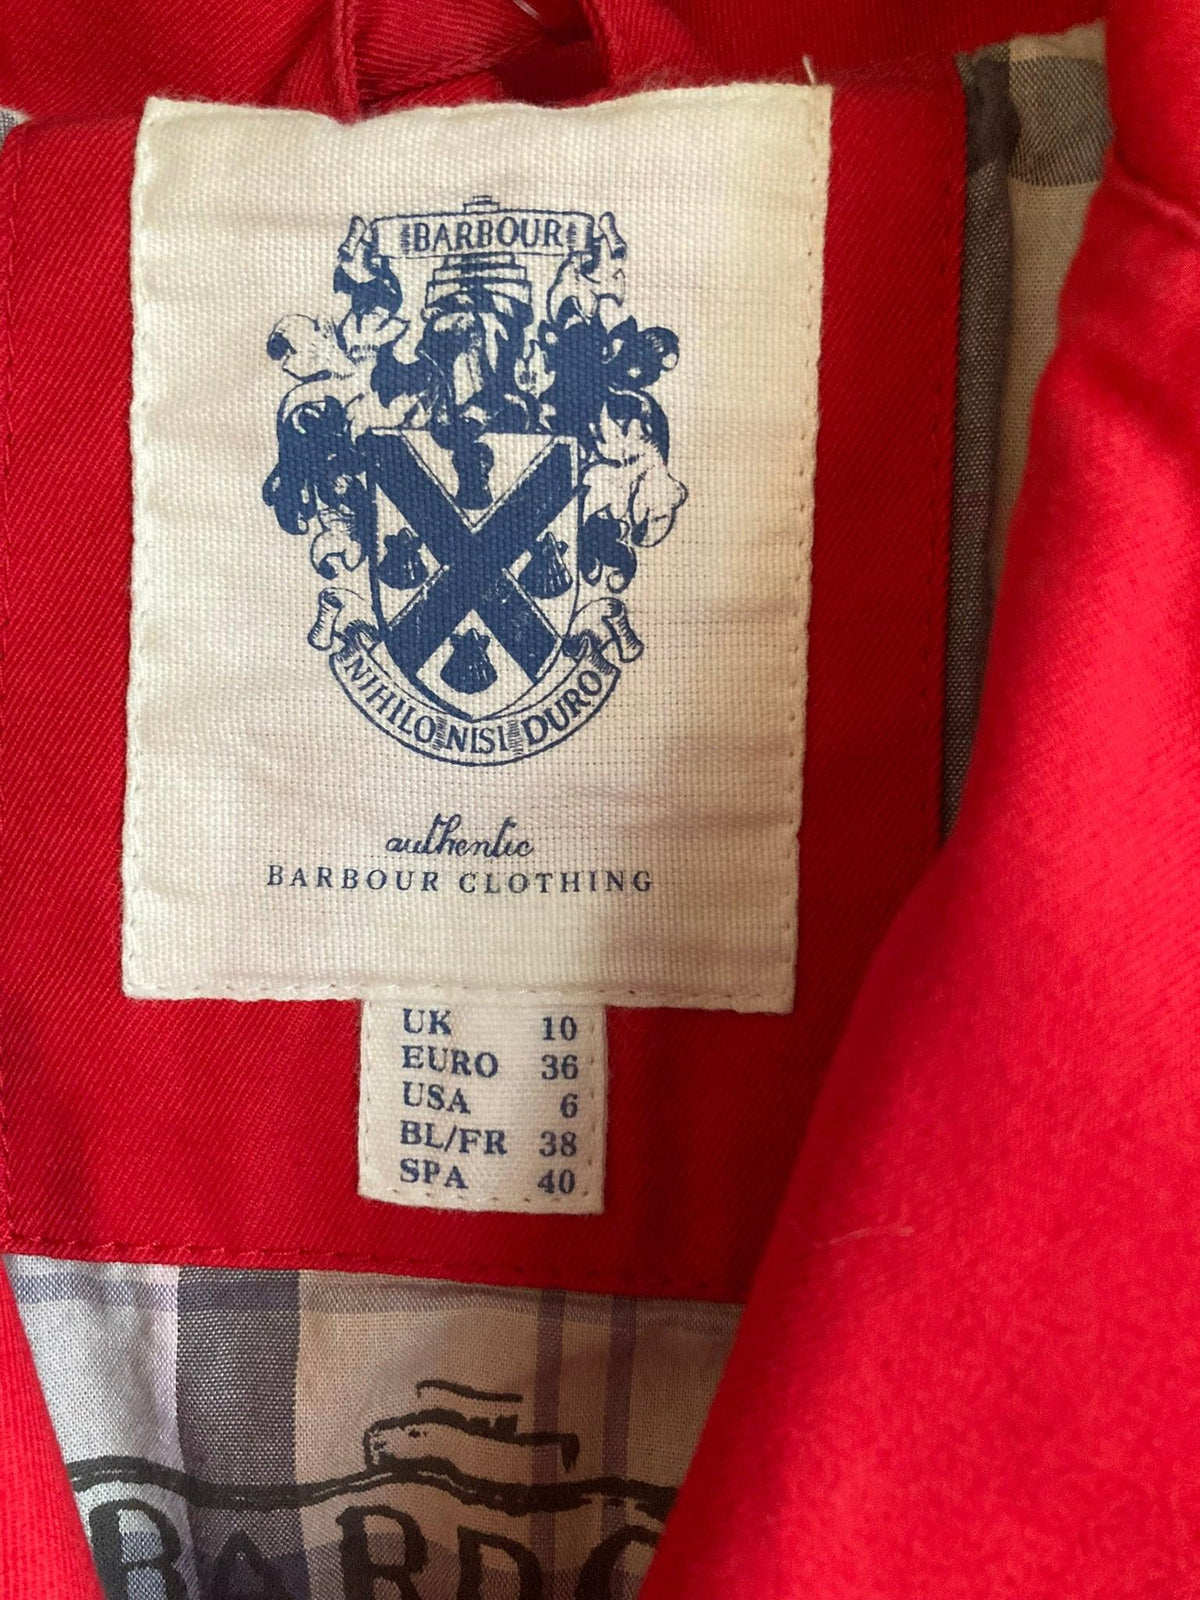 BARBOUR
NIHILO NISI DURO
authentic
BARBOUR CLOTHING
UK 10
EURO 36
USA 6
BL/FR 38
SPA 40